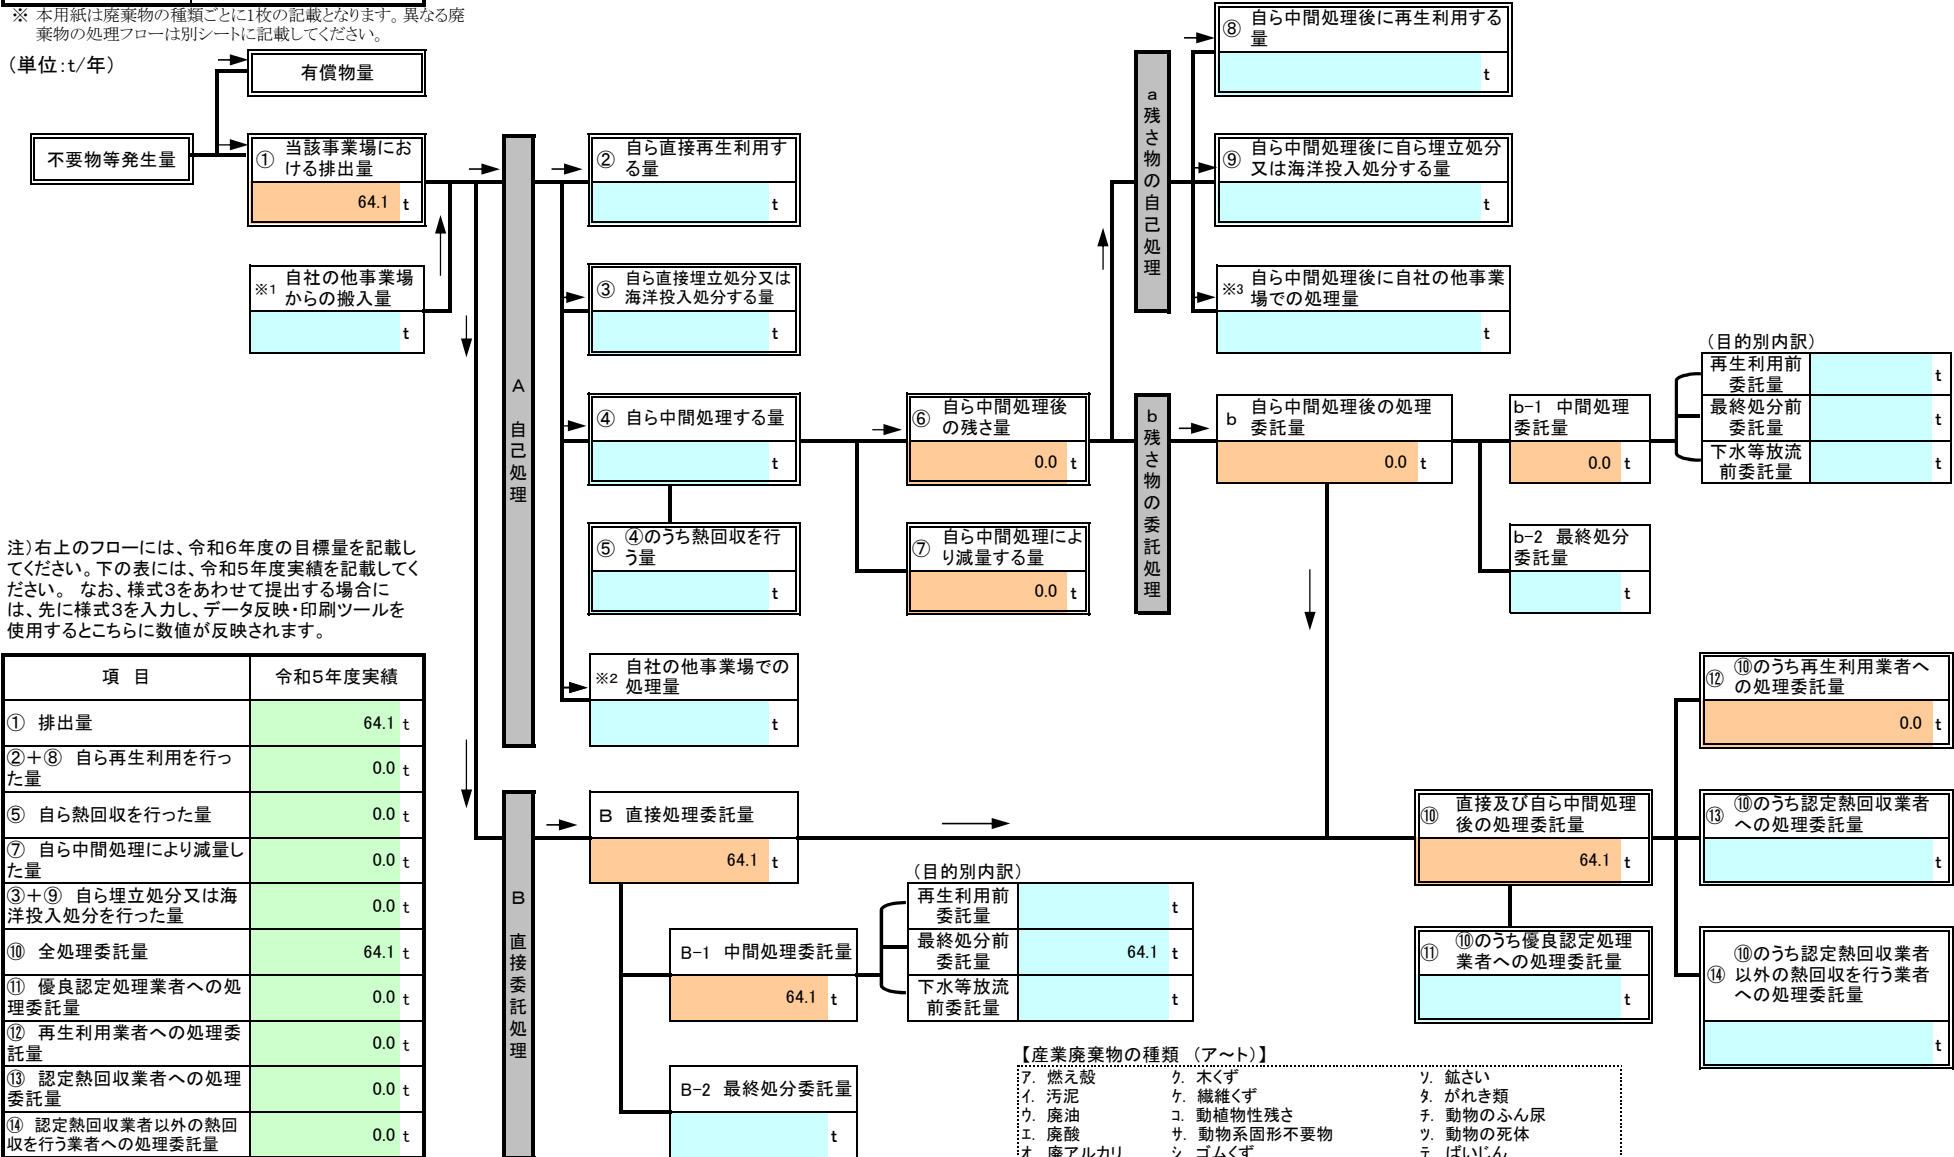 ※ 本用紙は廃棄物の種類ごとに1枚の記載となります。異なる廃
棄物の処理フローは別シートに記載してください。
(単位:t/年)
有償物量
不要物等発生量
① 当該事業場にお
ける排出量
64.1 t
※1 自社の他事業場
からの搬入量
t
A 自己処理
② 自ら直接再生利用す
る量
t
③ 自ら直接埋立処分又は
海洋投入処分する量
t
④ 自ら中間処理する量
t
⑤ ④のうち熱回収を行
う量
t
※2 自社の他事業場での
処理量
t
⑥ 自ら中間処理後
の残さ量
0.0 t
⑦ 自ら中間処理によ
り減量する量
0.0 t
a 残さ物の自己処理
⑧ 自ら中間処理後に再生利用する
量
t
⑨ 自ら中間処理後に自ら埋立処分
又は海洋投入処分する量
t
※3 自ら中間処理後に自社の他事業
場での処理量
t
b 残さ物の委託処理
b 自ら中間処理後の処理
委託量
0.0 t
b-1 中間処理
委託量
0.0 t
b-2 最終処分
委託量
t
(目的別内訳)
再生利用前
委託量
t
最終処分前
委託量
t
下水等放流
前委託量
t
注)右上のフローには、令和6年度の目標量を記載し
てください。下の表には、令和5年度実績を記載してく
ださい。 なお、様式3をあわせて提出する場合に
は、先に様式3を入力し、データ反映・印刷ツールを
使用するとこちらに数値が反映されます。
項 目 令和5年度実績
① 排出量 64.1 t
②+⑧ 自ら再生利用を行っ
た量 0.0 t
⑤ 自ら熱回収を行った量 0.0 t
⑦ 自ら中間処理により減量し
た量 0.0 t
③+⑨ 自ら埋立処分又は海
洋投入処分を行った量 0.0 t
⑩ 全処理委託量 64.1 t
⑪ 優良認定処理業者への処
理委託量 0.0 t
⑫ 再生利用業者への処理委
託量 0.0 t
⑬ 認定熱回収業者への処理
委託量 0.0 t
⑭ 認定熱回収業者以外の熱回
収を行う業者への処理委託量 0.0 t
B 直接委託処理
B 直接処理委託量
64.1 t
B-1 中間処理委託量
64.1 t
B-2 最終処分委託量
t
(目的別内訳)
再生利用前
委託量
t
最終処分前
委託量
64.1 t
下水等放流
前委託量
t
⑩ 直接及び自ら中間処理
後の処理委託量
64.1 t
⑪ ⑩のうち優良認定処理
業者への処理委託量
t
⑫ ⑩のうち再生利用業者へ
の処理委託量
0.0 t
⑬ ⑩のうち認定熱回収業者
への処理委託量
t
⑭ ⑩のうち認定熱回収業者
以外の熱回収を行う業者
への処理委託量
t
【産業廃棄物の種類 (ア~ト)】
ア. 燃え殻 ク. 木くず ソ. 鉱さい
イ. 汚泥 ケ. 繊維くず タ. がれき類
ウ. 廃油 コ. 動植物性残さ チ. 動物のふん尿
エ. 廃酸 サ. 動物系固形不要物 ツ. 動物の死体
オ. 廃アルカリ シ. ゴムくず テ. ばいじん